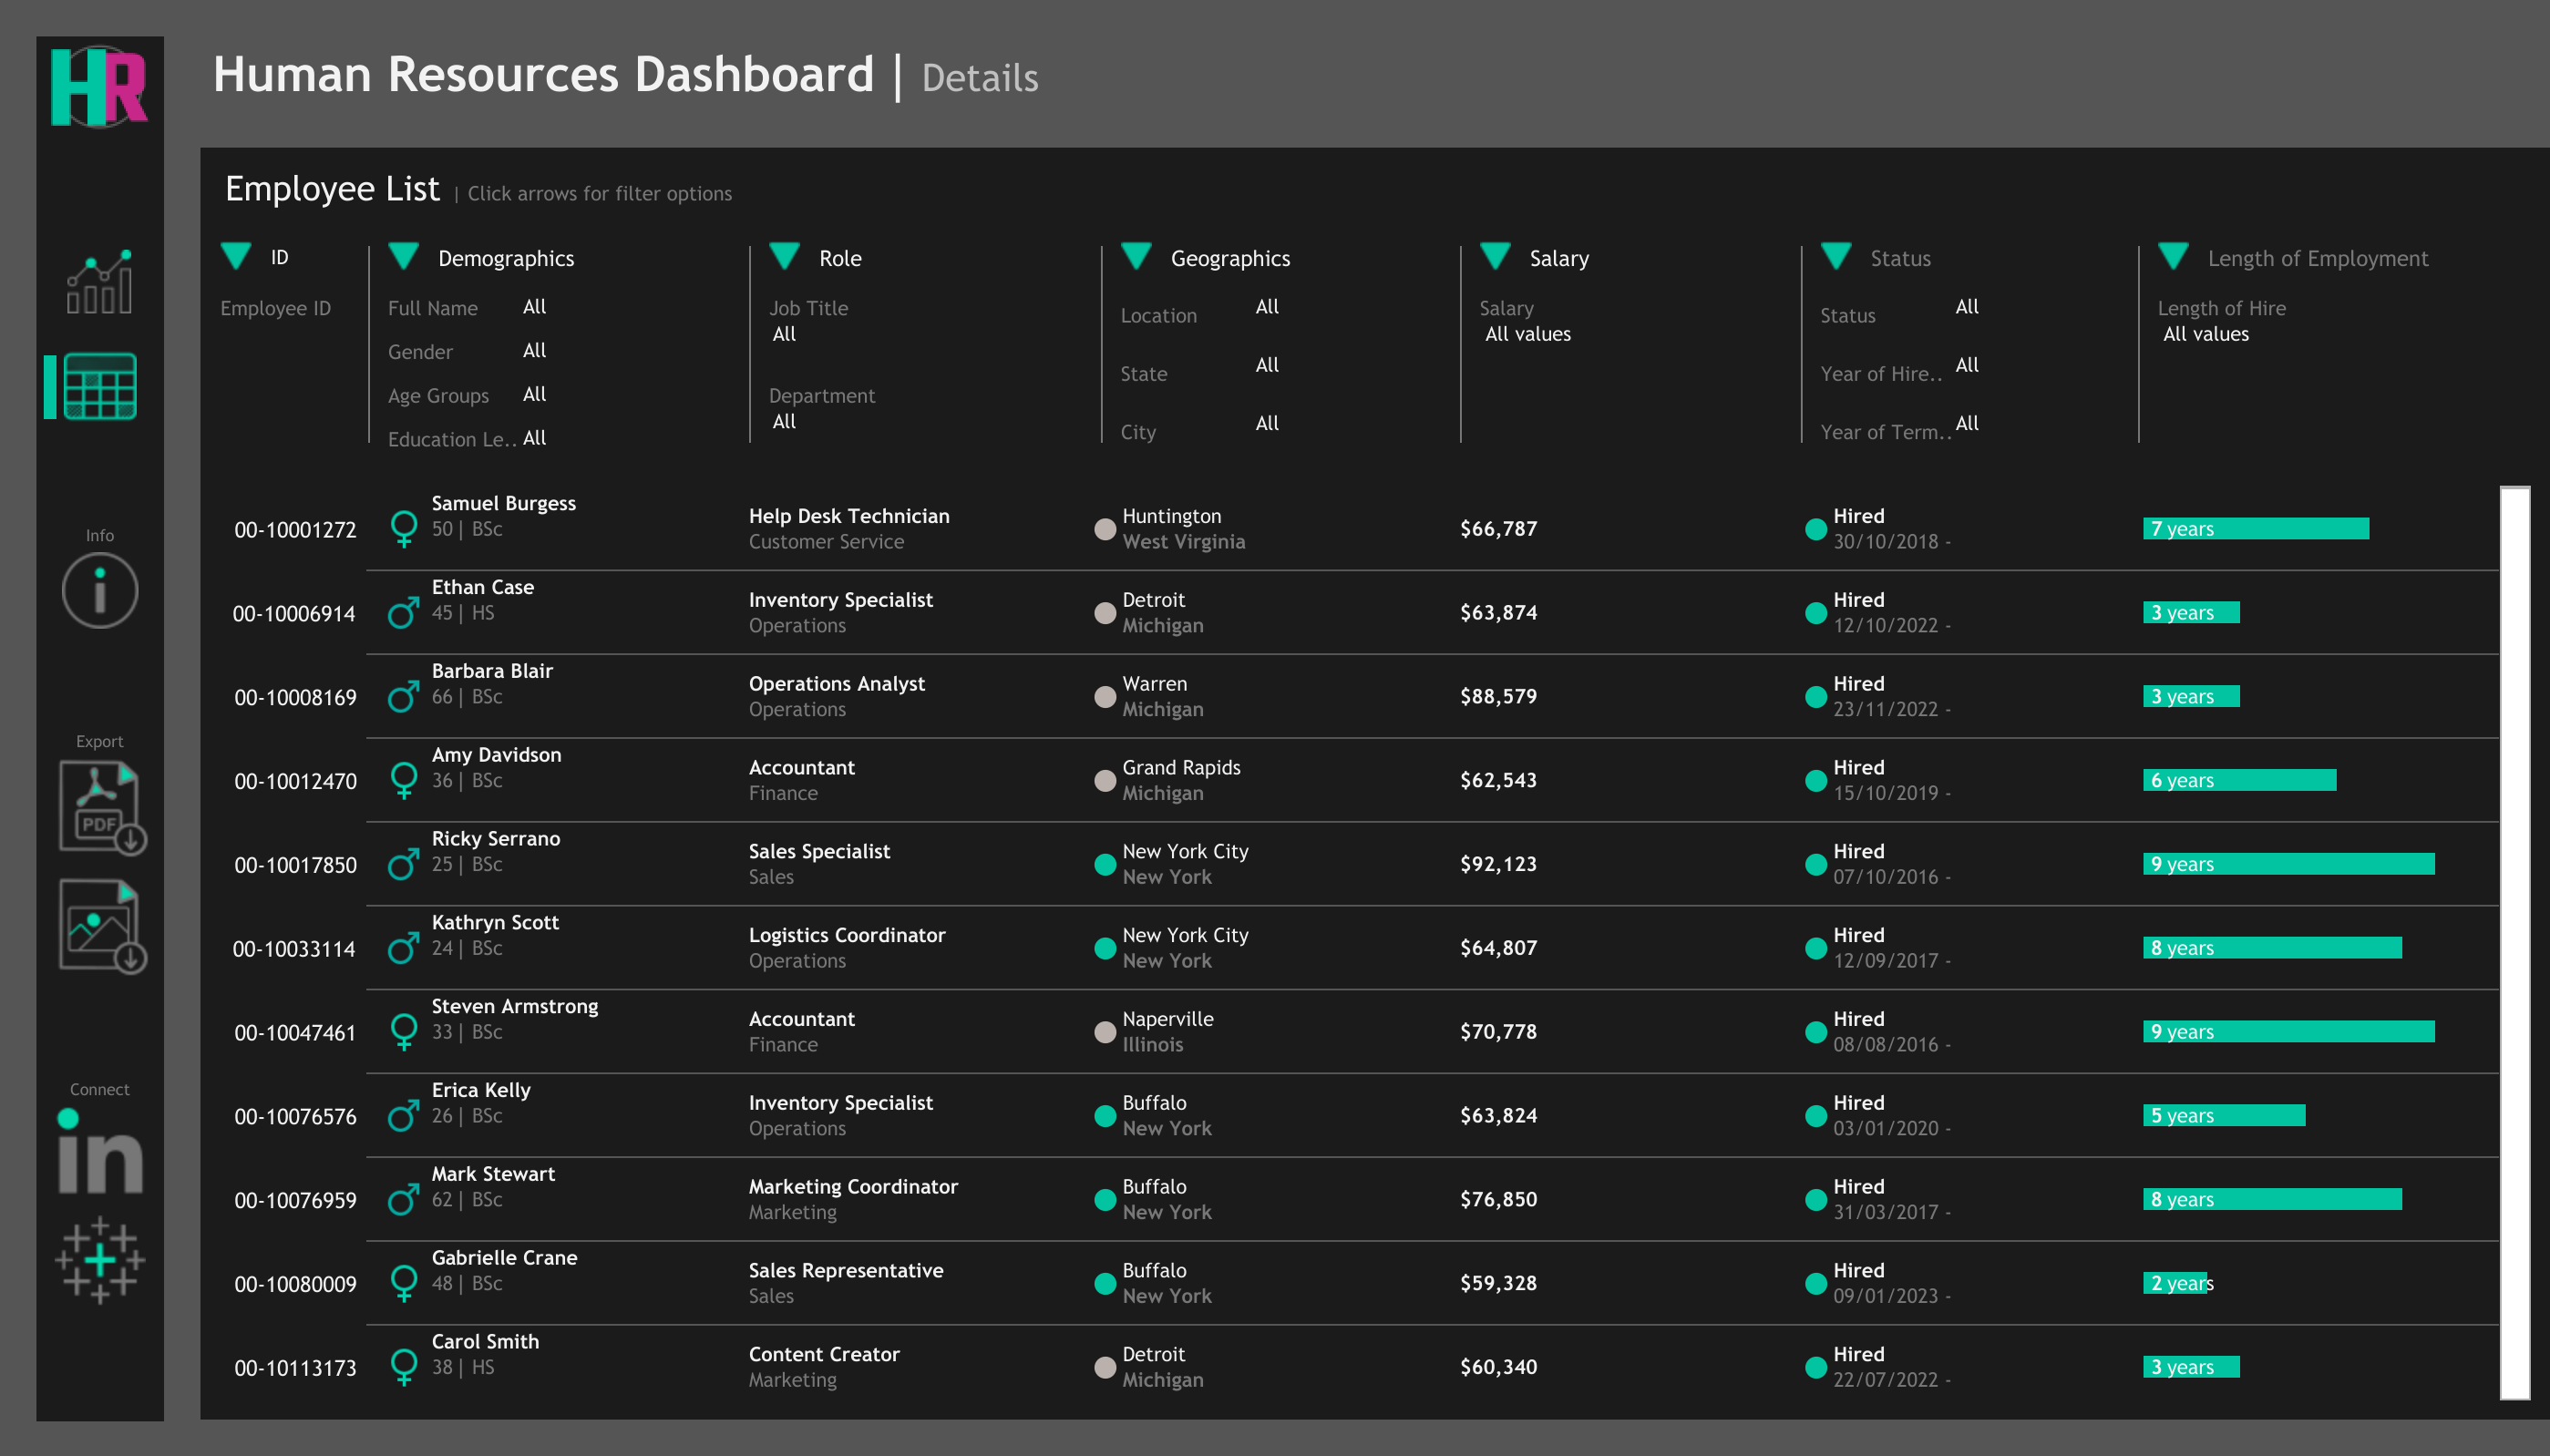 HR
Human Resources Dashboard | Details
Employee List | Click arrows for filter options
ID
Demographics
Role
Geographics
Salary
Status
Length of Employment
Employee ID
Full Name All
Gender All
Age Groups All
Education Le.. All
Job Title
All
Department
All
Location All
State All
City All
Salary
All values
Status All
Year of Hire.. All
Year of Term.. All
Length of Hire
All values
Info
Export
PDF
Connect
in
00-10001272
Samuel Burgess
50 | BSc
Help Desk Technician
Customer Service
Huntington
West Virginia
$66,787
Hired
30/10/2018 -
7 years
00-10006914
Ethan Case
45 | HS
Inventory Specialist
Operations
Detroit
Michigan
$63,874
Hired
12/10/2022 -
3 years
00-10008169
Barbara Blair
66 | BSc
Operations Analyst
Operations
Warren
Michigan
$88,579
Hired
23/11/2022 -
3 years
00-10012470
Amy Davidson
36 | BSc
Accountant
Finance
Grand Rapids
Michigan
$62,543
Hired
15/10/2019 -
6 years
00-10017850
Ricky Serrano
25 | BSc
Sales Specialist
Sales
New York City
New York
$92,123
Hired
07/10/2016 -
9 years
00-10033114
Kathryn Scott
24 | BSc
Logistics Coordinator
Operations
New York City
New York
$64,807
Hired
12/09/2017 -
8 years
00-10047461
Steven Armstrong
33 | BSc
Accountant
Finance
Naperville
Illinois
$70,778
Hired
08/08/2016 -
9 years
00-10076576
Erica Kelly
26 | BSc
Inventory Specialist
Operations
Buffalo
New York
$63,824
Hired
03/01/2020 -
5 years
00-10076959
Mark Stewart
62 | BSc
Marketing Coordinator
Marketing
Buffalo
New York
$76,850
Hired
31/03/2017 -
8 years
00-10080009
Gabrielle Crane
48 | BSc
Sales Representative
Sales
Buffalo
New York
$59,328
Hired
09/01/2023 -
2 years
00-10113173
Carol Smith
38 | HS
Content Creator
Marketing
Detroit
Michigan
$60,340
Hired
22/07/2022 -
3 years